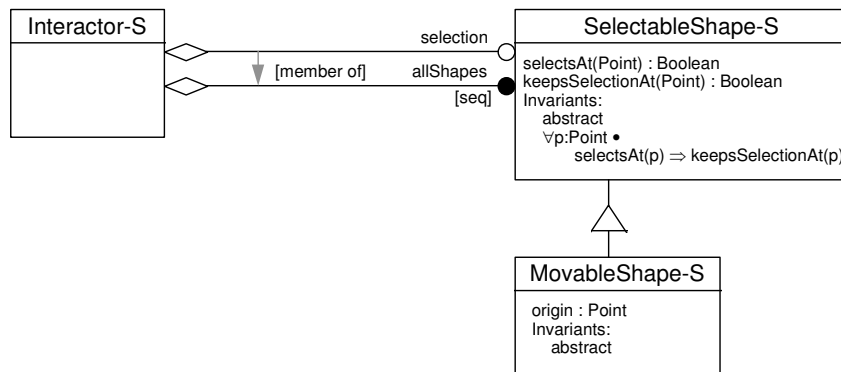 Interactor-S
selection
[member of]
allShapes
[seq]
SelectableShape-S
selectsAt(Point) : Boolean
keepsSelectionAt(Point) : Boolean
Invariants:
abstract
∀p:Point •
selectsAt(p) ⇒ keepsSelectionAt(p)
MovableShape-S
origin : Point
Invariants:
abstract